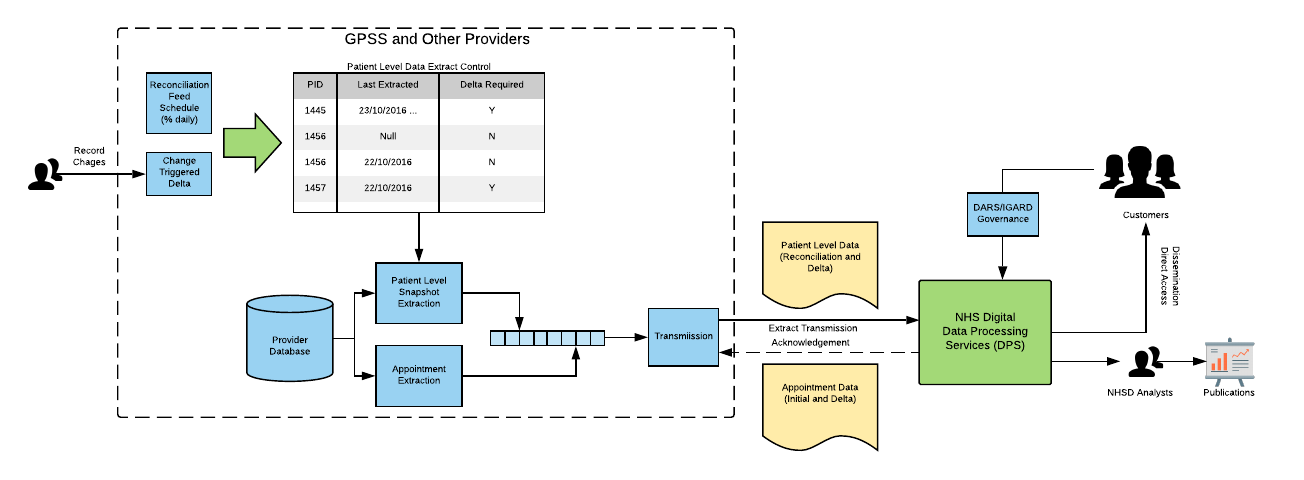 GPSS and Other Providers
Patient Level Data Extract Control
Reconciliation
Feed
Schedule
(% daily)
PID Last Extracted Delta Required
1445 23/10/2016 ... Y
1456 Null N
1456 22/10/2016 N
1457 22/10/2016 Y
Record
Chages
Change
Triggered
Delta
Patient Level
Snapshot
Extraction
Provider
Database
Appointment
Extraction
Transmiission
Patient Level Data
(Reconciliation and
Delta)
Extract Transmission
Acknowledgement
Appointment Data
(Initial and Delta)
DARS/IGARD
Governance
Customers
Dissemination
Direct Access
NHS Digital
Data Processing
Services (DPS)
NHSD Analysts
Publications